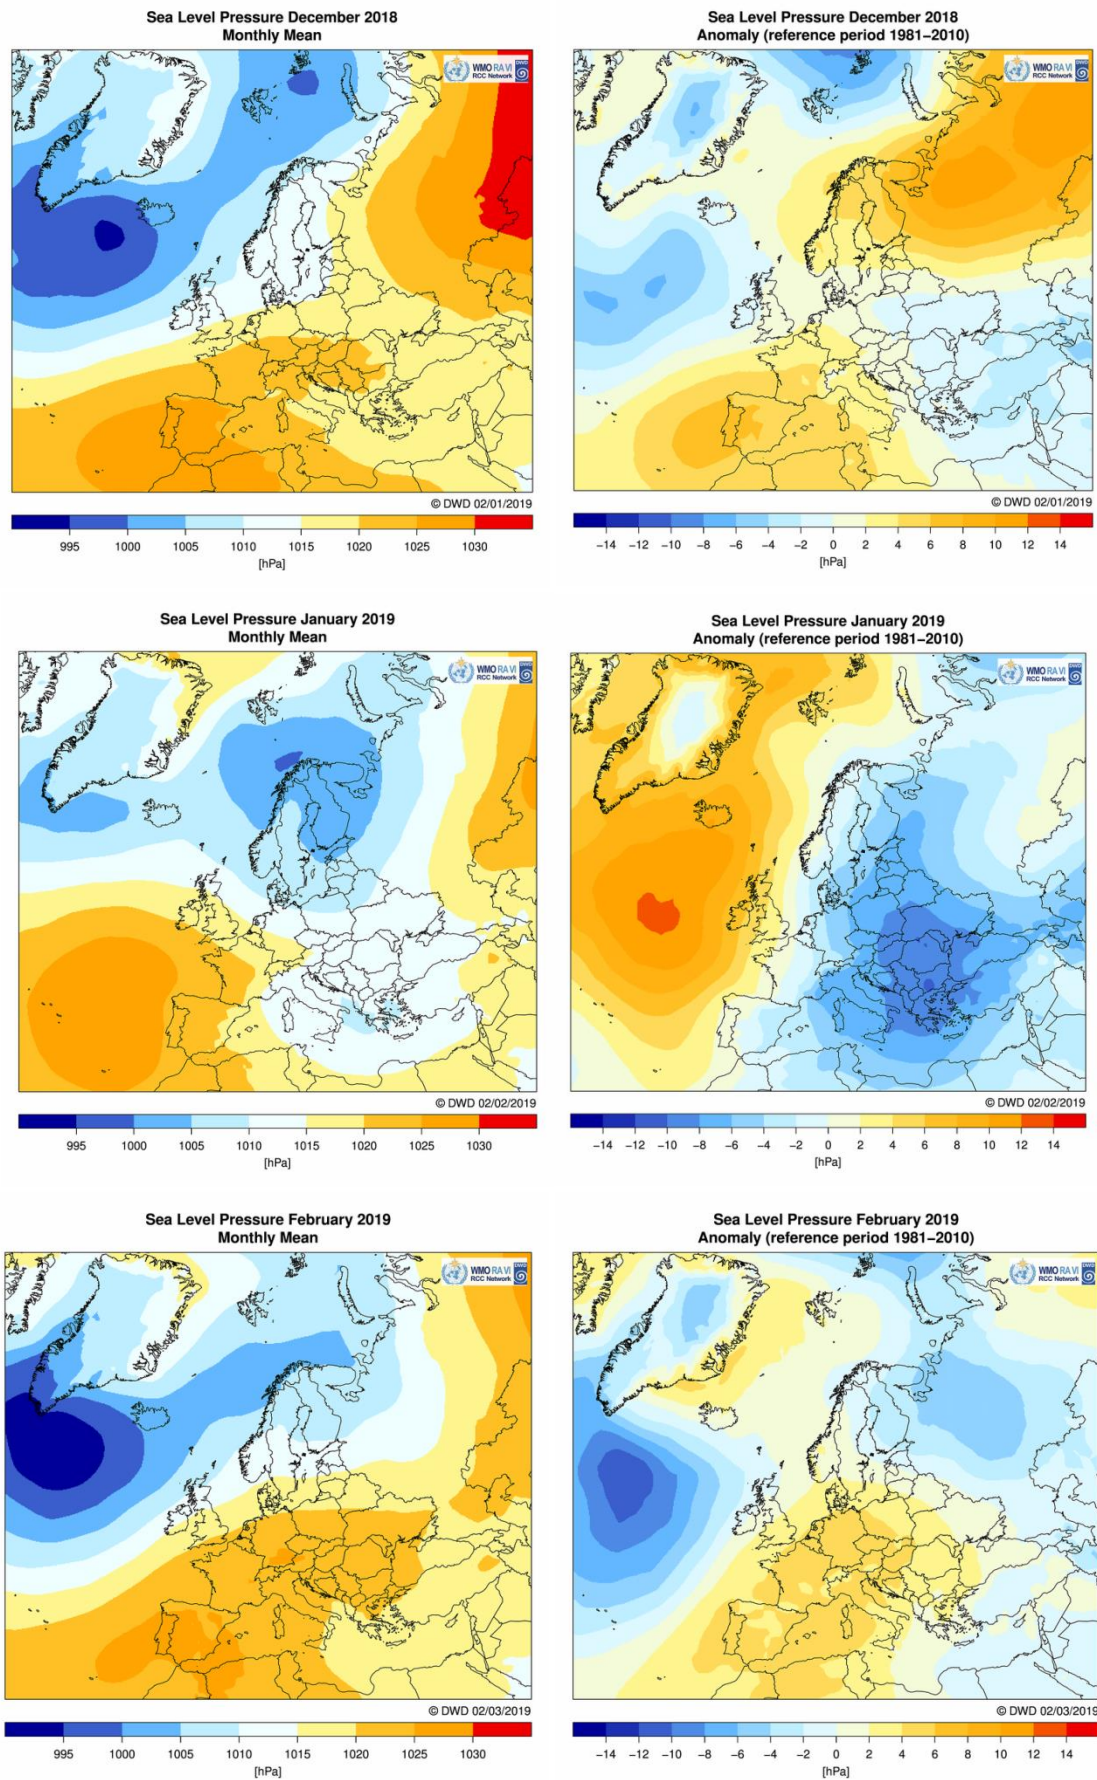 Sea Level Pressure December 2018
Monthly Mean
WMO RA VI
RCC Network
DWD
© DWD 02/01/2019
995 1000 1005 1010 1015 1020 1025 1030
[hPa]
Sea Level Pressure December 2018
Anomaly (reference period 1981−2010)
WMO RA VI
RCC Network
DWD
© DWD 02/01/2019
−14 −12 −10 −8 −6 −4 −2 0 2 4 6 8 10 12 14
[hPa]
Sea Level Pressure January 2019
Monthly Mean
WMO RA VI
RCC Network
DWD
© DWD 02/02/2019
995 1000 1005 1010 1015 1020 1025 1030
[hPa]
Sea Level Pressure January 2019
Anomaly (reference period 1981−2010)
WMO RA VI
RCC Network
DWD
© DWD 02/02/2019
−14 −12 −10 −8 −6 −4 −2 0 2 4 6 8 10 12 14
[hPa]
Sea Level Pressure February 2019
Monthly Mean
WMO RA VI
RCC Network
DWD
© DWD 02/03/2019
995 1000 1005 1010 1015 1020 1025 1030
[hPa]
Sea Level Pressure February 2019
Anomaly (reference period 1981−2010)
WMO RA VI
RCC Network
DWD
© DWD 02/03/2019
−14 −12 −10 −8 −6 −4 −2 0 2 4 6 8 10 12 14
[hPa]